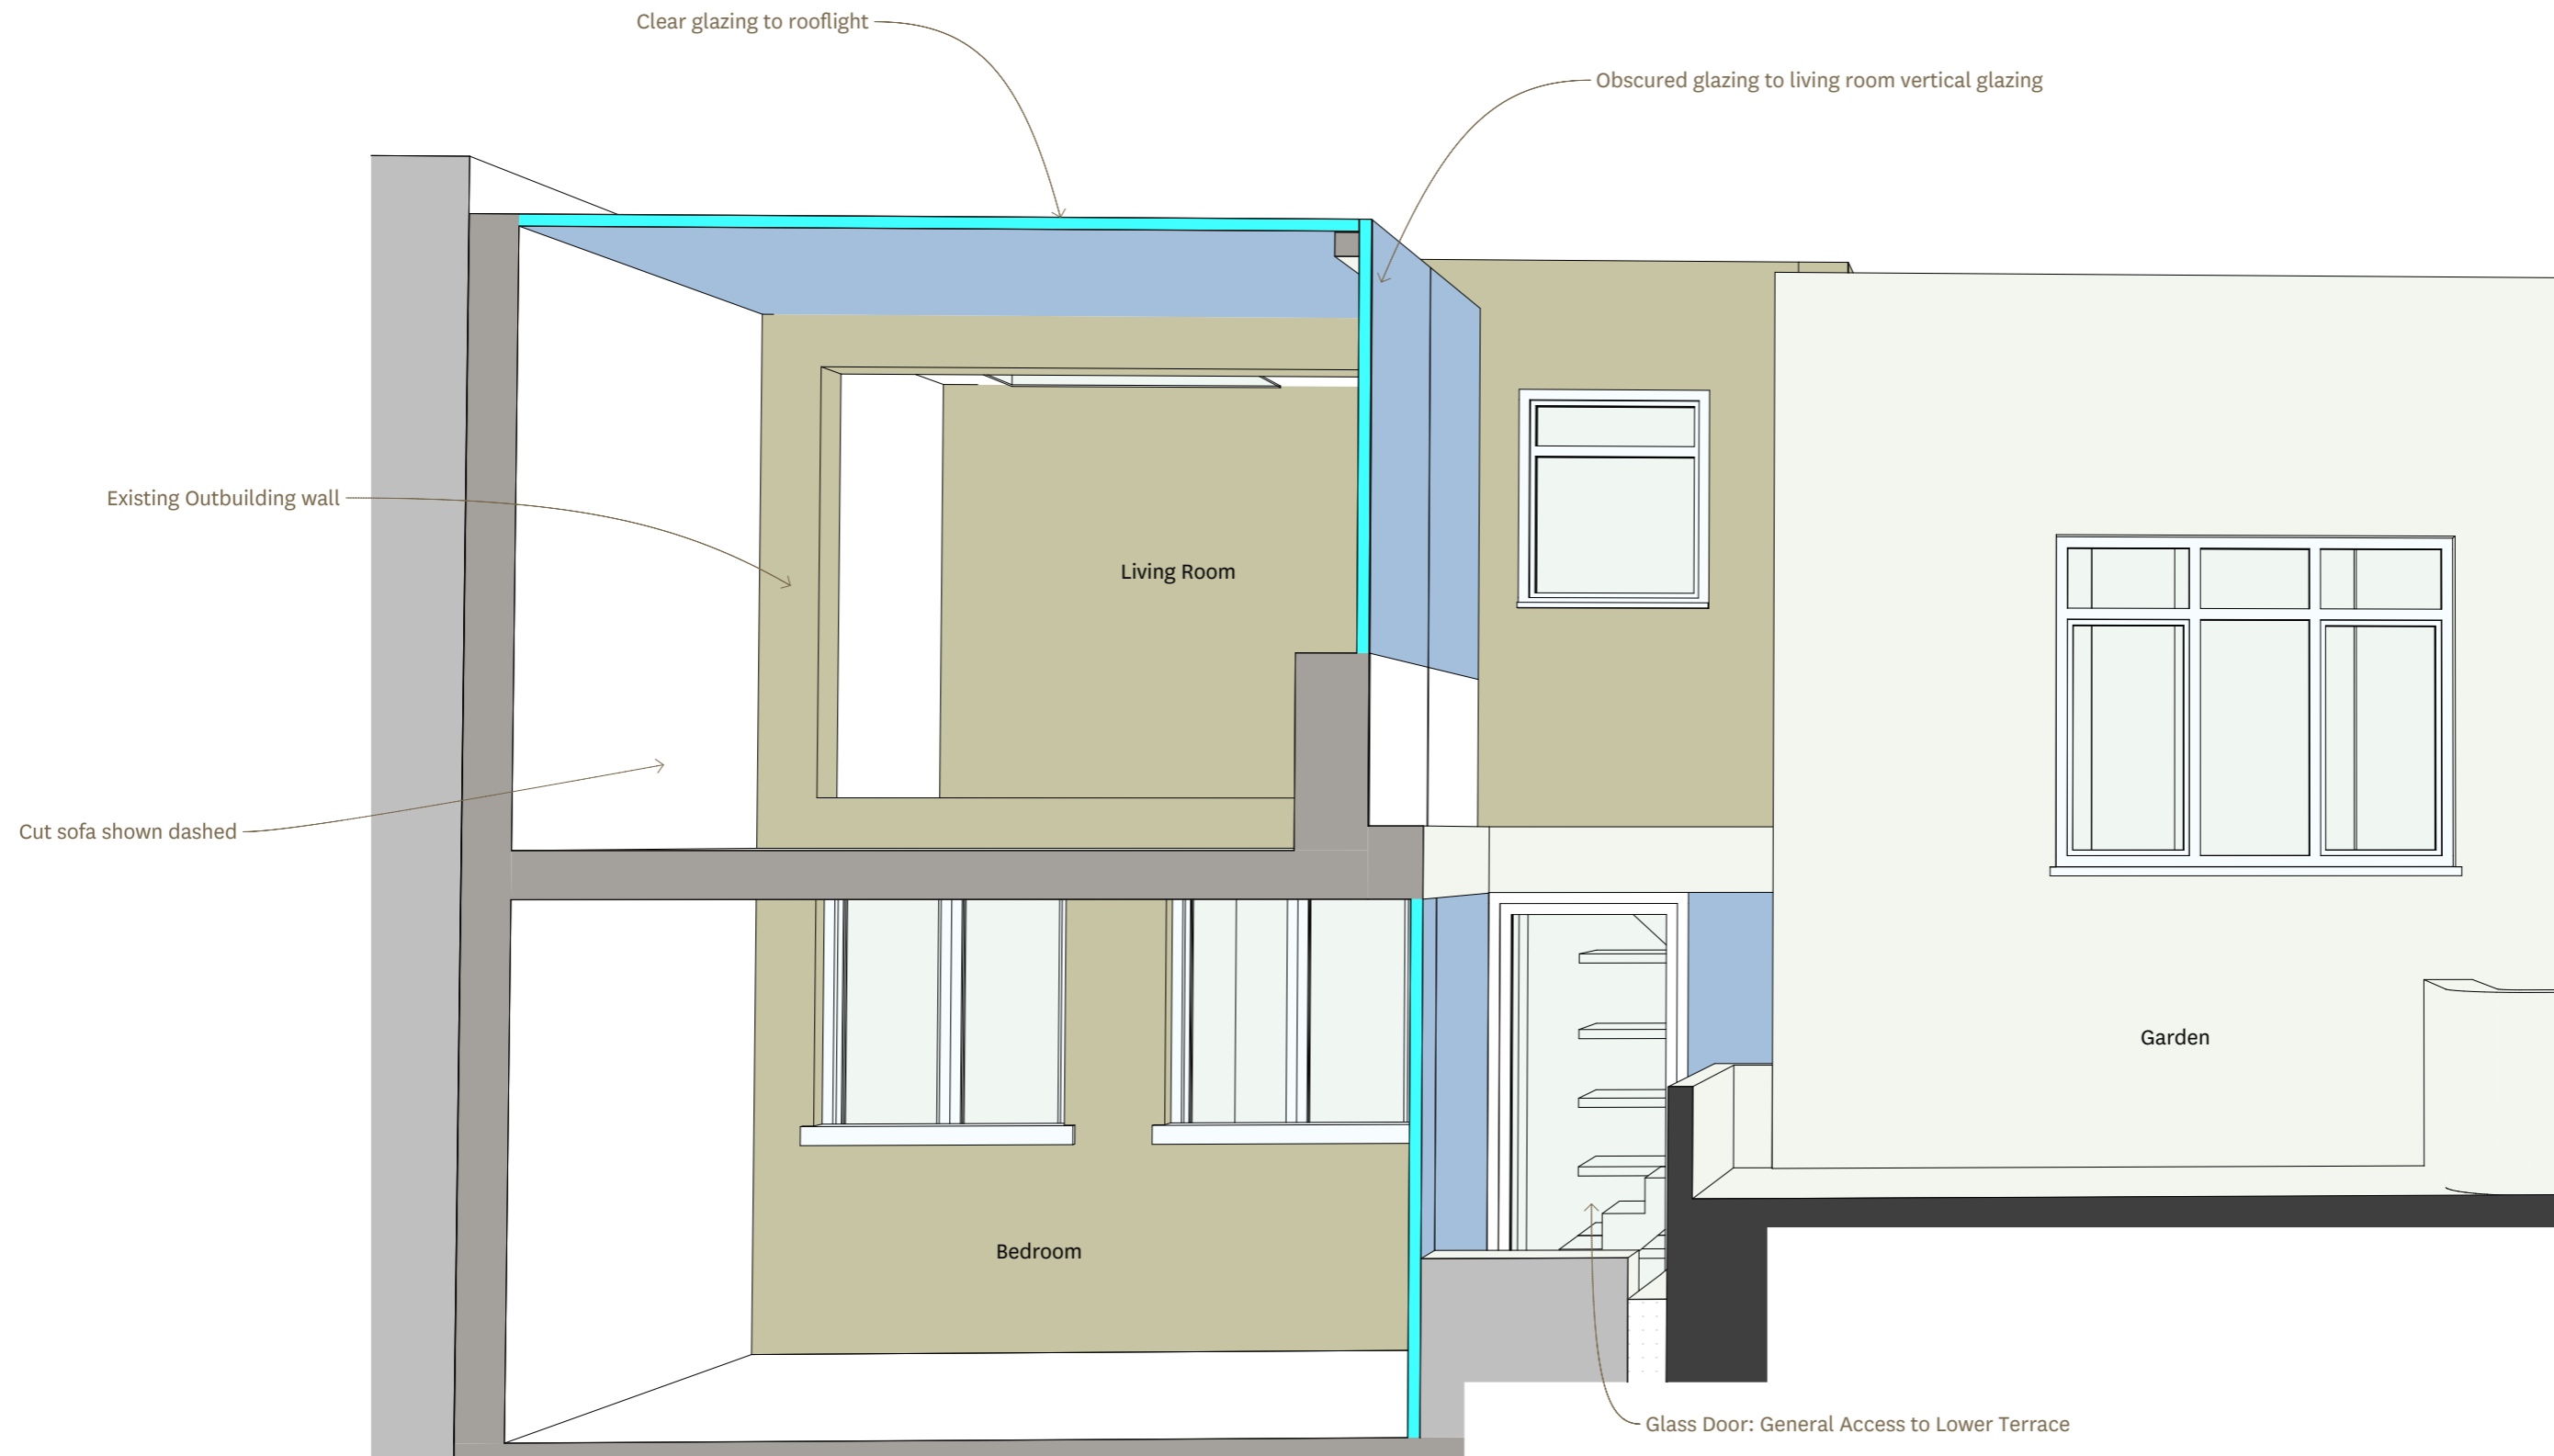 Clear glazing to rooflight
Obscured glazing to living room vertical glazing
Existing Outbuilding wall
Living Room
Cut sofa shown dashed
Garden
Bedroom
Glass Door: General Access to Lower Terrace